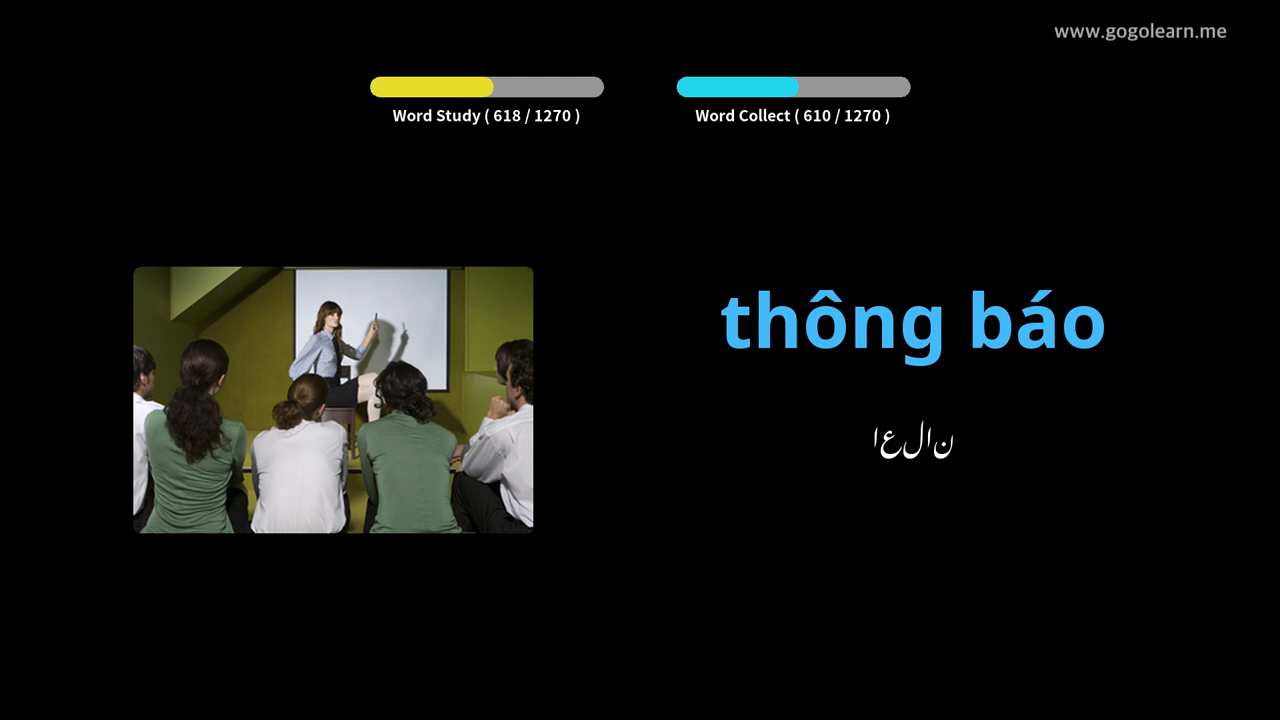 www.gogolearn.me
Word Study ( 618 / 1270 )
Word Collect ( 610 / 1270 )
thông báo
اعلان